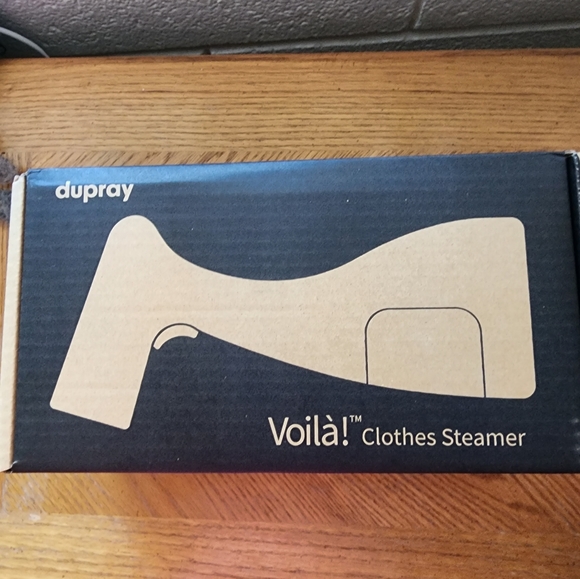 dupray
Voilà!™ Clothes Steamer